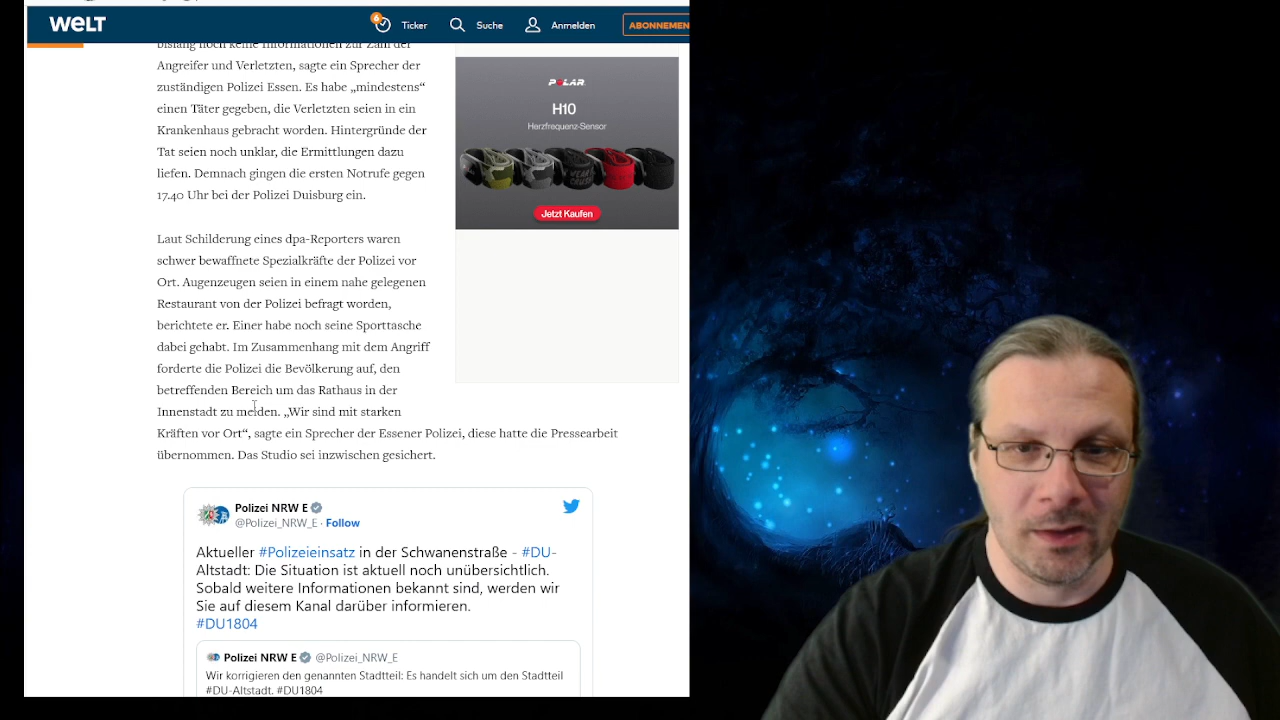 WELT
6
Ticker
Suche
Anmelden
ABONNEMEN
bislang noch keine Informationen zur Zahl der
Angreifer und Verletzten, sagte ein Sprecher der
zuständigen Polizei Essen. Es habe „mindestens“
einen Täter gegeben, die Verletzten seien in ein
Krankenhaus gebracht worden. Hintergründe der
Tat seien noch unklar, die Ermittlungen dazu
liefen. Demnach gingen die ersten Notrufe gegen
17.40 Uhr bei der Polizei Duisburg ein.
POLAR
H10
Herzfrequenz-Sensor
Jetzt Kaufen
Laut Schilderung eines dpa-Reporters waren
schwer bewaffnete Spezialkräfte der Polizei vor
Ort. Augenzeugen seien in einem nahe gelegenen
Restaurant von der Polizei befragt worden,
berichtete er. Einer habe noch seine Sporttasche
dabei gehabt. Im Zusammenhang mit dem Angriff
forderte die Polizei die Bevölkerung auf, den
betreffenden Bereich um das Rathaus in der
Innenstadt zu meiden. „Wir sind mit starken
Kräften vor Ort“, sagte ein Sprecher der Essener Polizei, diese hatte die Pressearbeit
übernommen. Das Studio sei inzwischen gesichert.
Polizei NRW E
@Polizei_NRW_E · Follow
Aktueller #Polizeieinsatz in der Schwanenstraße - #DU-
Altstadt: Die Situation ist aktuell noch unübersichtlich.
Sobald weitere Informationen bekannt sind, werden wir
Sie auf diesem Kanal darüber informieren.
#DU1804
Polizei NRW E @Polizei_NRW_E
Wir korrigieren den genannten Stadtteil: Es handelt sich um den Stadtteil
#DU-Altstadt. #DU1804